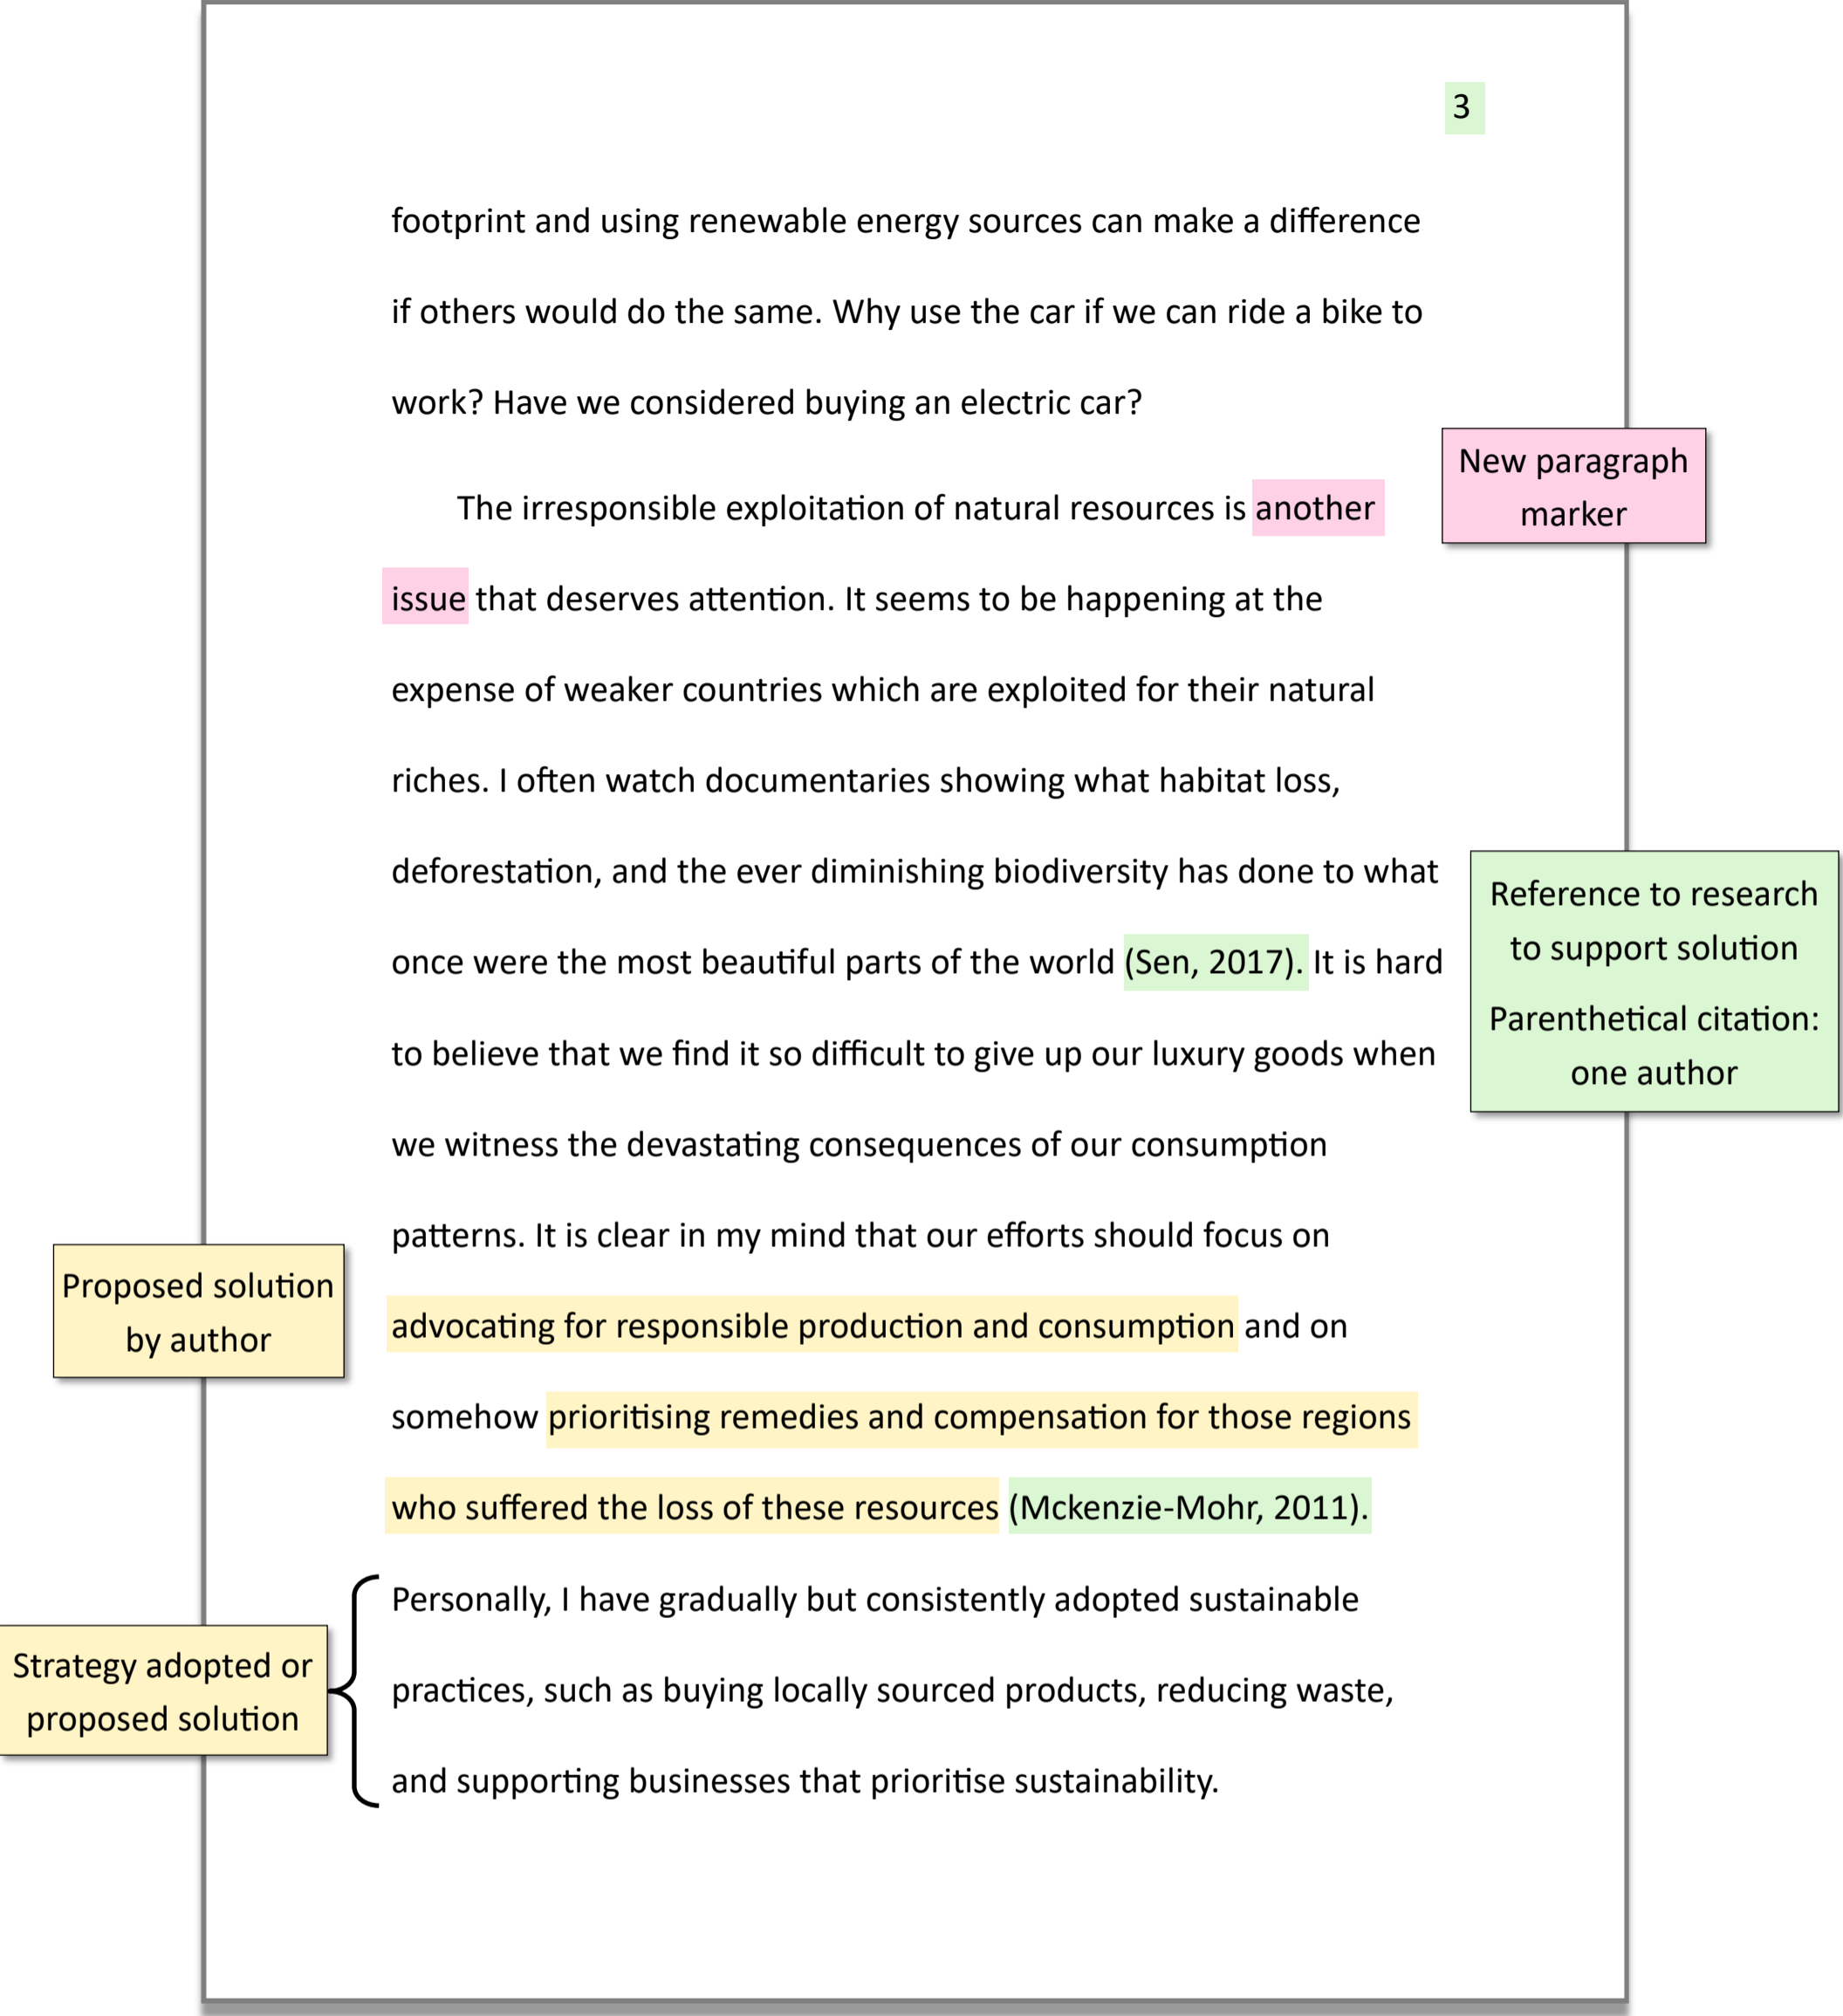 3
footprint and using renewable energy sources can make a difference
if others would do the same. Why use the car if we can ride a bike to
work? Have we considered buying an electric car?
New paragraph
marker
The irresponsible exploitation of natural resources is another
issue that deserves attention. It seems to be happening at the
expense of weaker countries which are exploited for their natural
riches. I often watch documentaries showing what habitat loss,
deforestation, and the ever diminishing biodiversity has done to what
once were the most beautiful parts of the world (Sen, 2017). It is hard
Reference to research
to support solution
Parenthetical citation:
one author
to believe that we find it so difficult to give up our luxury goods when
we witness the devastating consequences of our consumption
patterns. It is clear in my mind that our efforts should focus on
Proposed solution
by author
advocating for responsible production and consumption and on
somehow prioritising remedies and compensation for those regions
who suffered the loss of these resources (Mckenzie-Mohr, 2011).
Strategy adopted or
proposed solution
Personally, I have gradually but consistently adopted sustainable
practices, such as buying locally sourced products, reducing waste,
and supporting businesses that prioritise sustainability.